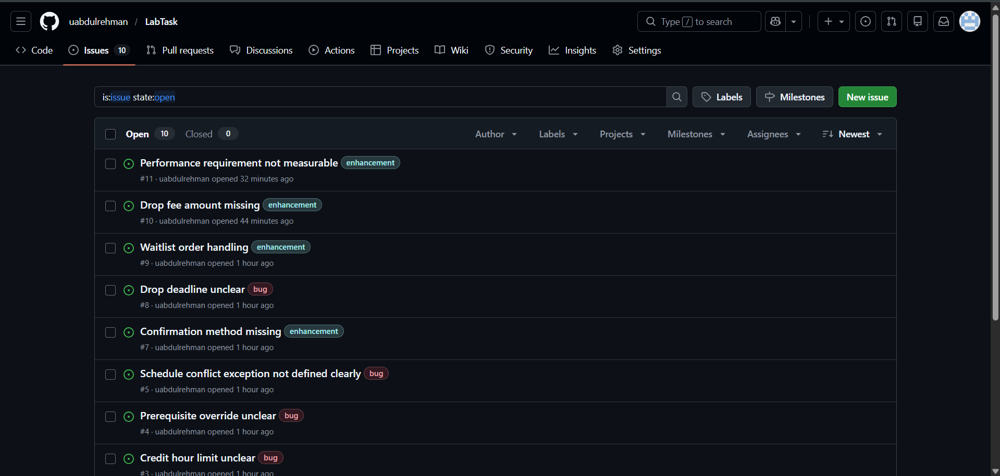 uabdulrehman / LabTask
Type / to search
Code
Issues 10
Pull requests
Discussions
Actions
Projects
Wiki
Security
Insights
Settings
is:issue state:open
Labels
Milestones
New issue
Open 10 Closed 0
Author
Labels
Projects
Milestones
Assignees
Newest
Performance requirement not measurable enhancement
#11 · uabdulrehman opened 32 minutes ago
Drop fee amount missing enhancement
#10 · uabdulrehman opened 44 minutes ago
Waitlist order handling enhancement
#9 · uabdulrehman opened 1 hour ago
Drop deadline unclear bug
#8 · uabdulrehman opened 1 hour ago
Confirmation method missing enhancement
#7 · uabdulrehman opened 1 hour ago
Schedule conflict exception not defined clearly bug
#5 · uabdulrehman opened 1 hour ago
Prerequisite override unclear bug
#4 · uabdulrehman opened 1 hour ago
Credit hour limit unclear bug
#3 · uabdulrehman opened 1 hour ago